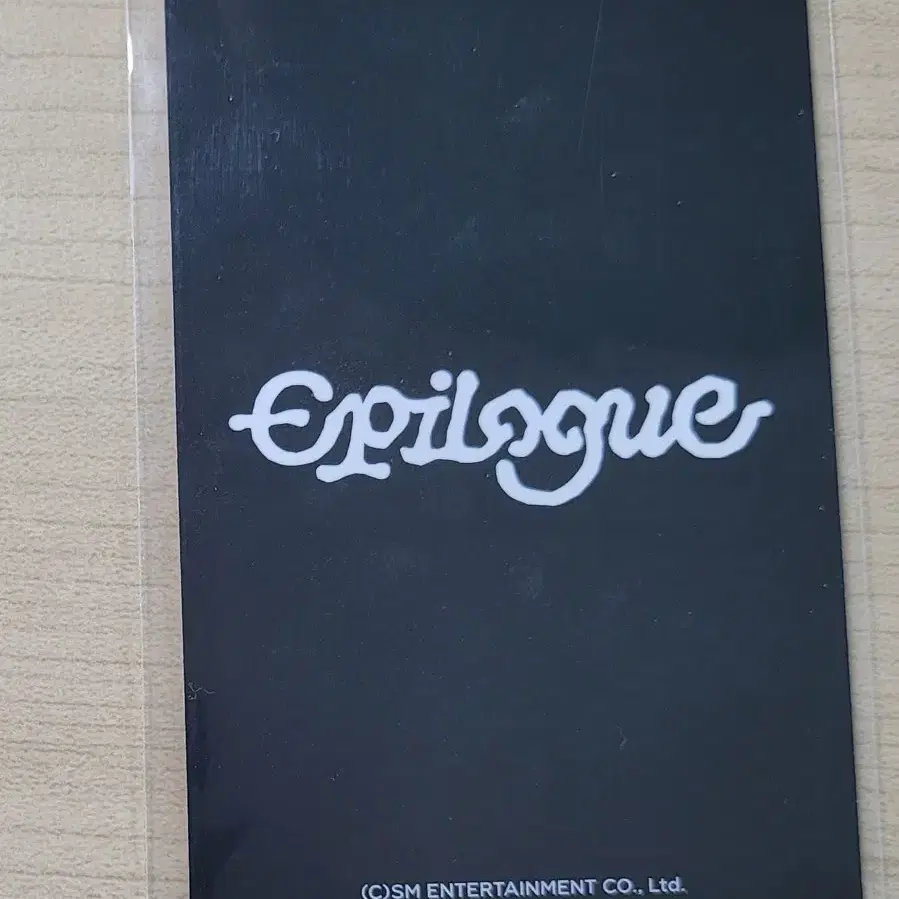 Epilogue
(C)SM ENTERTAINMENT CO., Ltd.